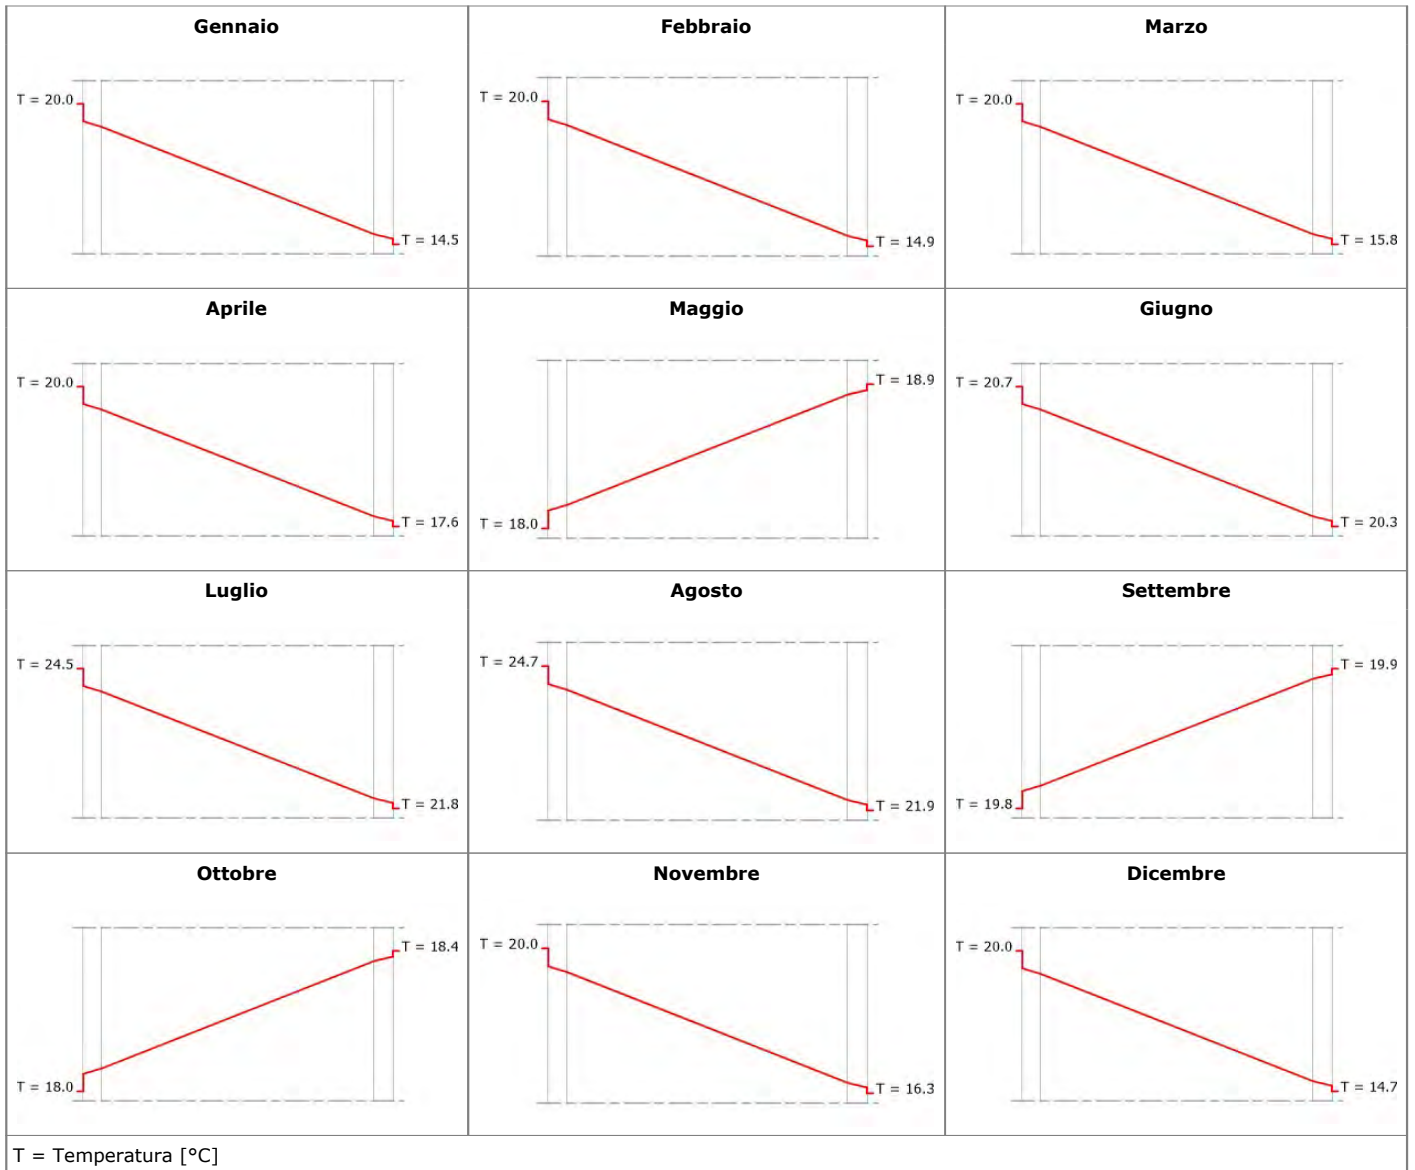 Gennaio
Febbraio
Marzo
T = 20.0
T = 14.5
T = 20.0
T = 14.9
T = 20.0
T = 15.8
Aprile
Maggio
Giugno
T = 20.0
T = 17.6
T = 18.9
T = 18.0
T = 20.7
T = 20.3
Luglio
Agosto
Settembre
T = 24.5
T = 21.8
T = 24.7
T = 21.9
T = 19.9
T = 19.8
Ottobre
Novembre
Dicembre
T = 18.4
T = 18.0
T = 20.0
T = 16.3
T = 20.0
T = 14.7
T = Temperatura [°C]